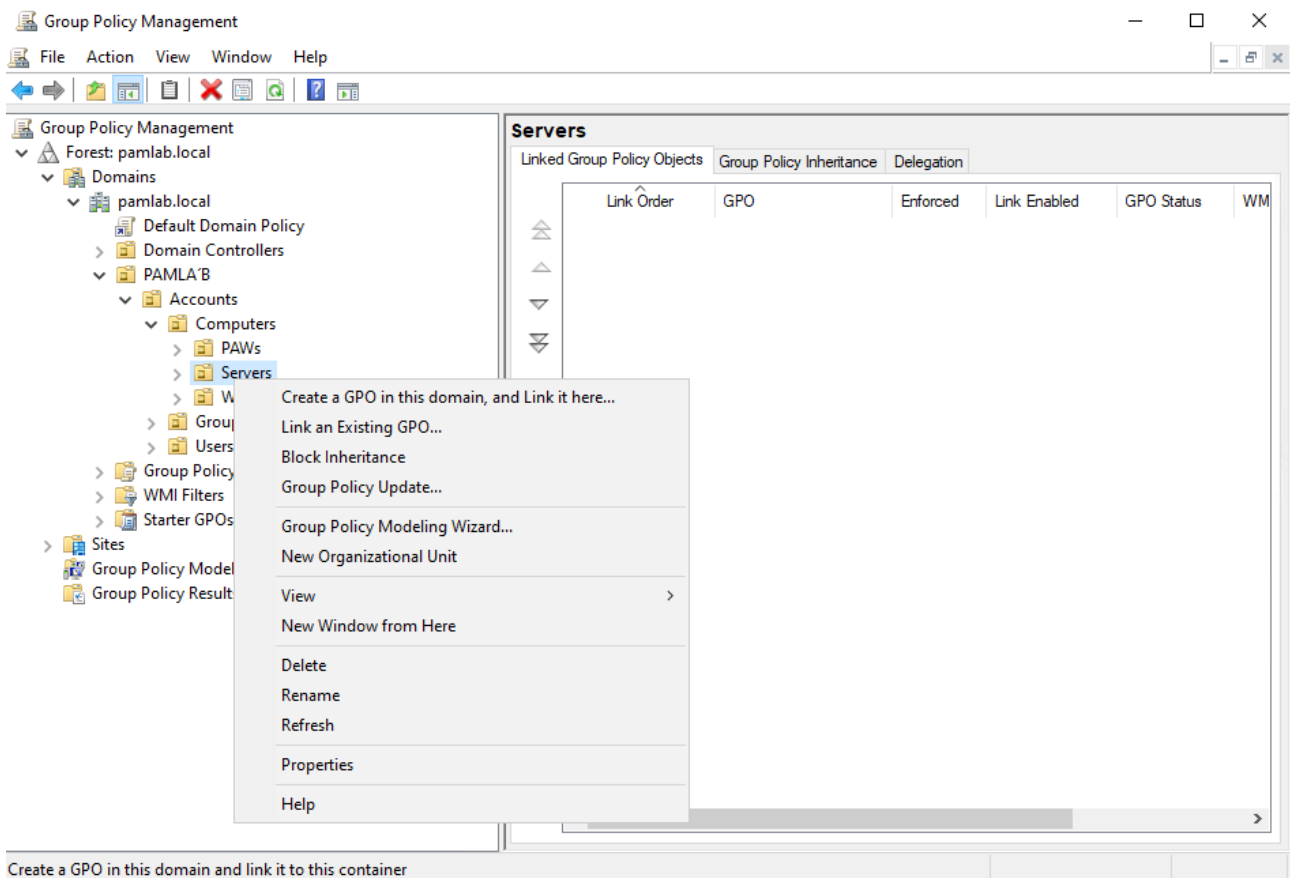 Group Policy Management
File Action View Window Help
Group Policy Management
Forest: pamlab.local
Domains
pamlab.local
Default Domain Policy
Domain Controllers
PAMLA´B
Accounts
Computers
PAWs
Servers
W
Grou
Users
Group Policy
WMI Filters
Starter GPOs
Sites
Group Policy Model
Group Policy Result
Servers
Linked Group Policy Objects Group Policy Inheritance Delegation
Link Order GPO Enforced Link Enabled GPO Status WM
Create a GPO in this domain, and Link it here...
Link an Existing GPO...
Block Inheritance
Group Policy Update...
Group Policy Modeling Wizard...
New Organizational Unit
View
New Window from Here
Delete
Rename
Refresh
Properties
Help
Create a GPO in this domain and link it to this container